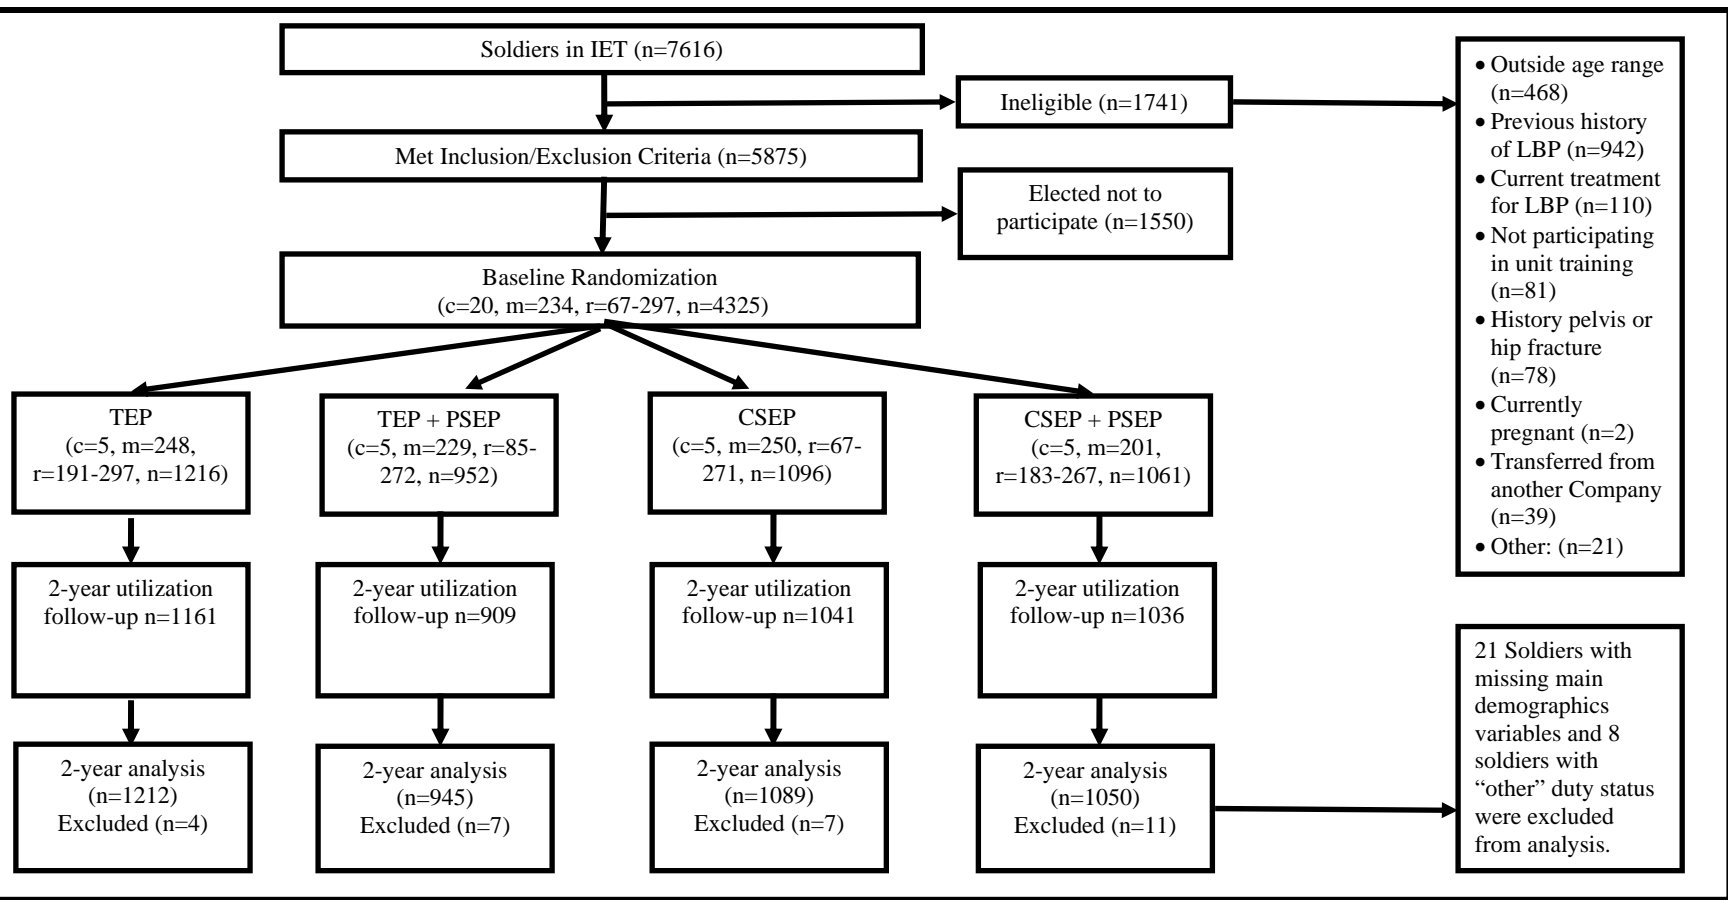 Soldiers in IET (n=7616)
Ineligible (n=1741)
Met Inclusion/Exclusion Criteria (n=5875)
Elected not to
participate (n=1550)
Baseline Randomization
(c=20, m=234, r=67-297, n=4325)
• Outside age range
(n=468)
• Previous history
of LBP (n=942)
• Current treatment
for LBP (n=110)
• Not participating
in unit training
(n=81)
• History pelvis or
hip fracture
(n=78)
• Currently
pregnant (n=2)
• Transferred from
another Company
(n=39)
• Other: (n=21)
TEP
(c=5, m=248,
r=191-297, n=1216)
TEP + PSEP
(c=5, m=229, r=85-
272, n=952)
CSEP
(c=5, m=250, r=67-
271, n=1096)
CSEP + PSEP
(c=5, m=201,
r=183-267, n=1061)
2-year utilization
follow-up n=1161
2-year utilization
follow-up n=909
2-year utilization
follow-up n=1041
2-year utilization
follow-up n=1036
2-year analysis
(n=1212)
Excluded (n=4)
2-year analysis
(n=945)
Excluded (n=7)
2-year analysis
(n=1089)
Excluded (n=7)
2-year analysis
(n=1050)
Excluded (n=11)
21 Soldiers with
missing main
demographics
variables and 8
soldiers with
“other” duty status
were excluded
from analysis.